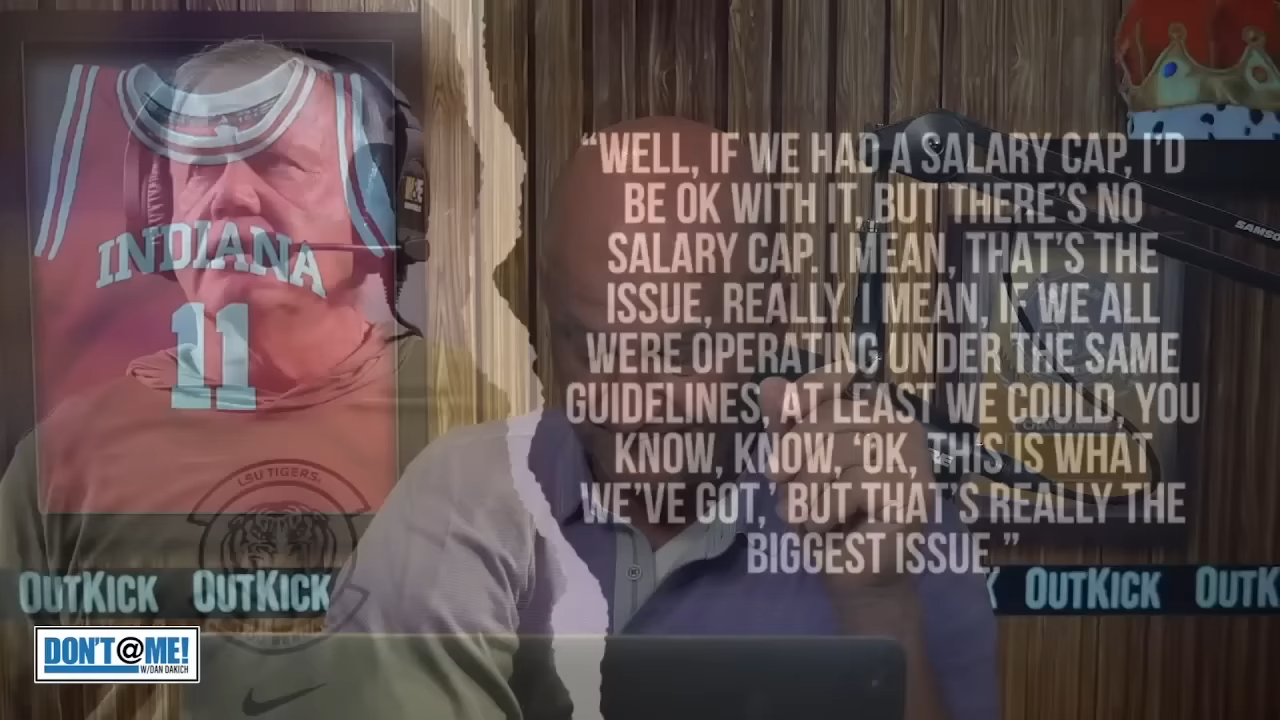 INDIANA
11
LSU TIGERS
“WELL, IF WE HAD A SALARY CAP, I’D
BE OK WITH IT, BUT THERE’S NO
SALARY CAP. I MEAN, THAT’S THE
ISSUE, REALLY. I MEAN, IF WE ALL
WERE OPERATING UNDER THE SAME
GUIDELINES, AT LEAST WE COULD, YOU
KNOW, KNOW, ‘OK, THIS IS WHAT
WE’VE GOT,’ BUT THAT’S REALLY THE
BIGGEST ISSUE.”
SAMSO
OUTKICK OUTKICK
K OUTKICK OUTK
DON'T @ ME!
W/DAN DAKICH